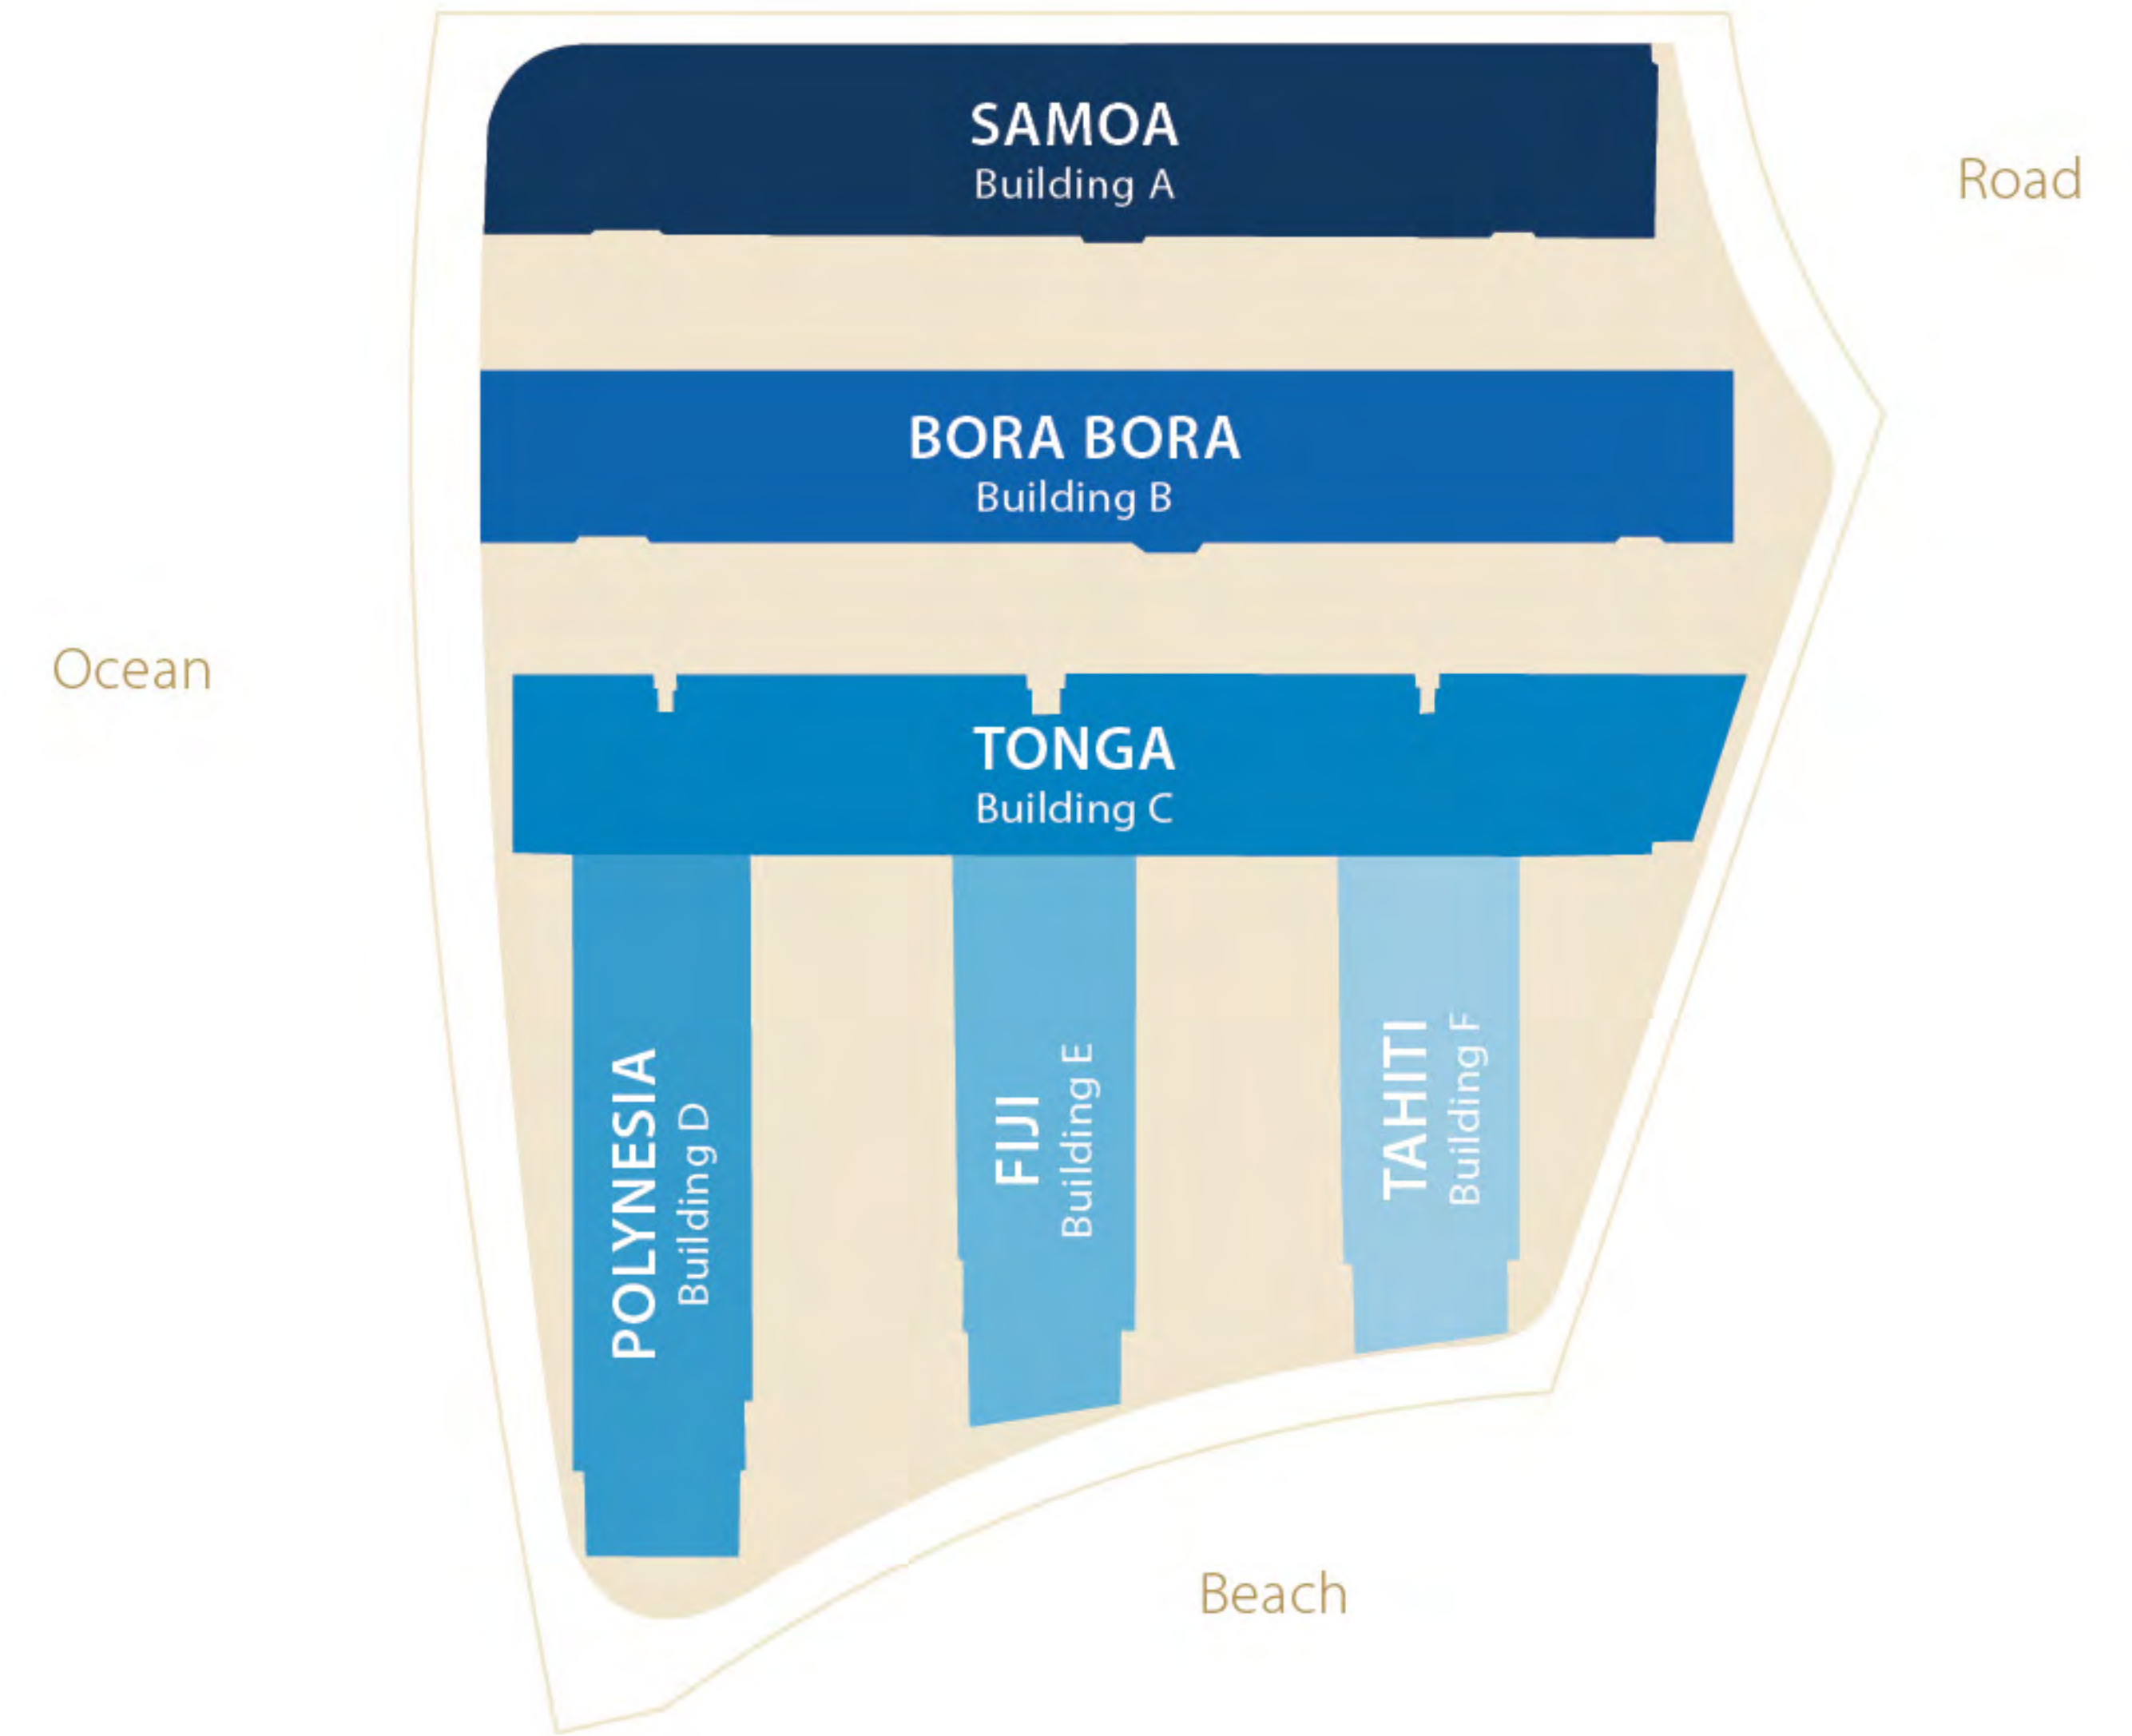 SAMOA
Building A
Road
BORA BORA
Building B
Ocean
TONGA
Building C
POLYNESIA
Building D
FIJI
Building E
TAHITI
Building F
Beach